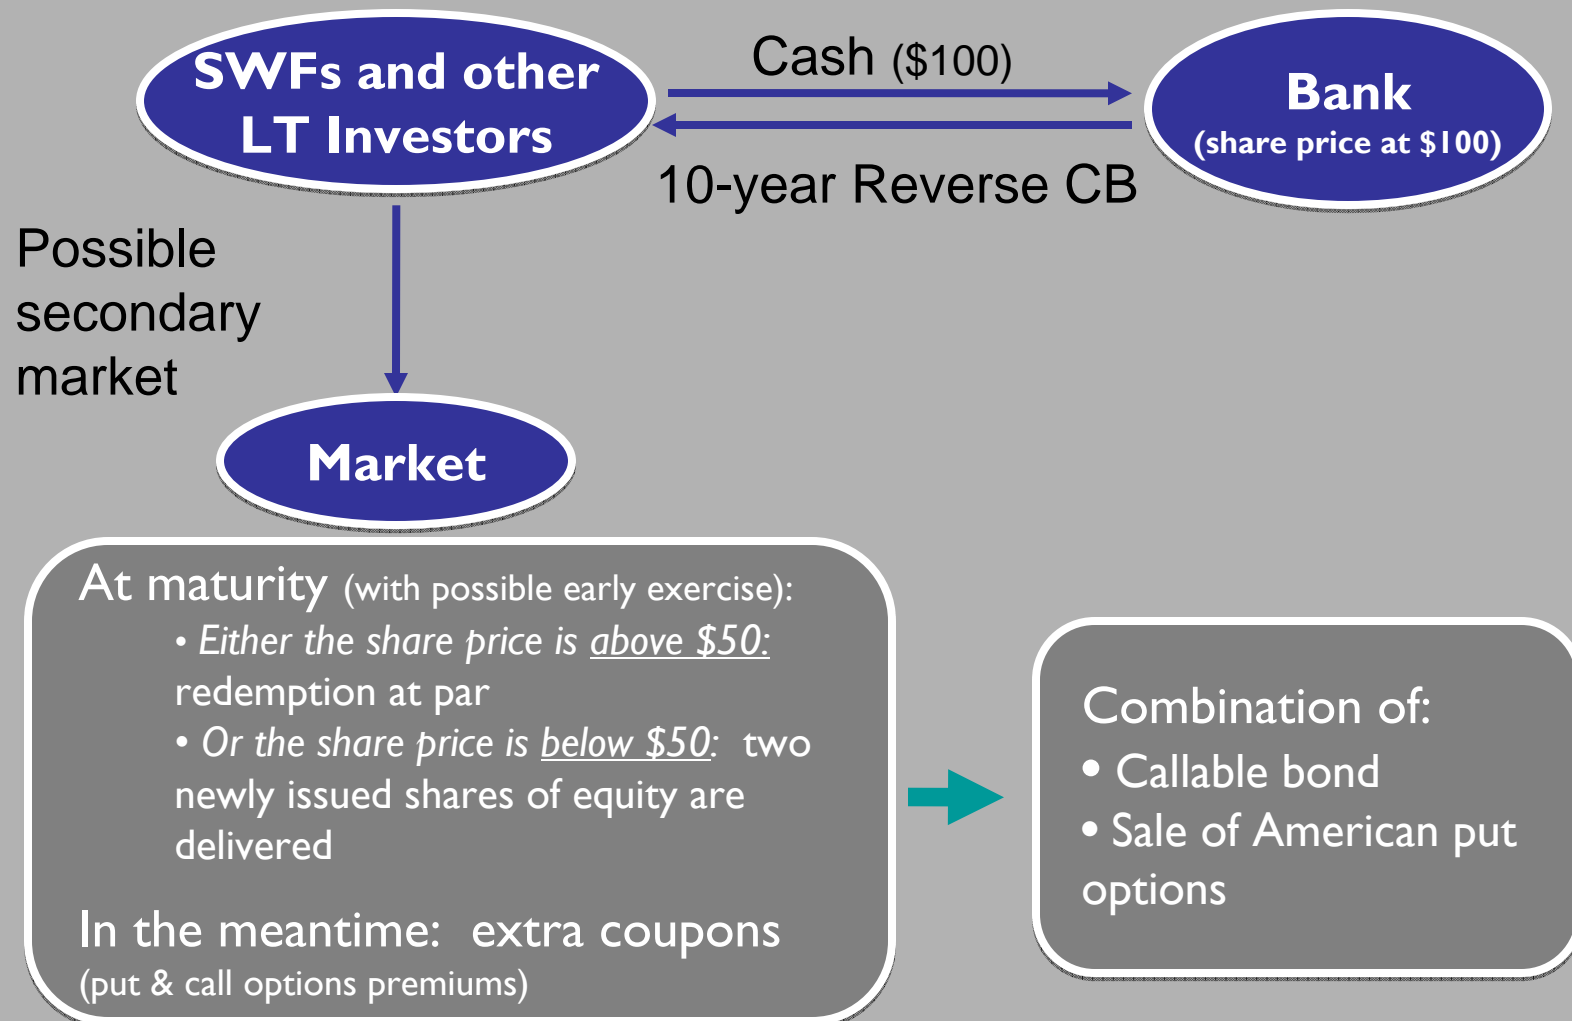 SWFs and other
LT Investors
Cash ($100)
Bank
(share price at $100)
10-year Reverse CB
Possible
secondary
market
Market
At maturity (with possible early exercise):
• Either the share price is above $50:
redemption at par
• Or the share price is below $50: two
newly issued shares of equity are
delivered
In the meantime: extra coupons
(put & call options premiums)
Combination of:
• Callable bond
• Sale of American put
options